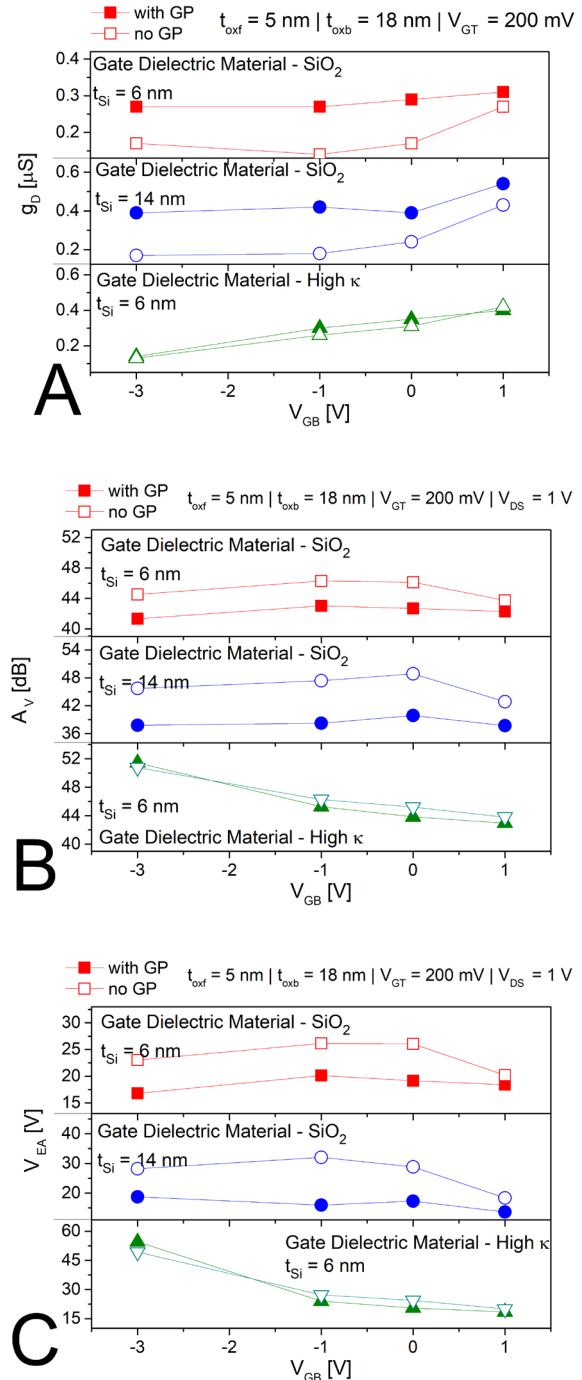 with GP
no GP
t_oxf = 5 nm | t_oxb = 18 nm | V_GT = 200 mV
Gate Dielectric Material - SiO₂
t_Si = 6 nm
0.3
0.2
Gate Dielectric Material - SiO₂
t_Si = 14 nm
0.6
0.4
0.2
Gate Dielectric Material - High κ
t_Si = 6 nm
0.6
0.4
0.2
g_D [µS]
-3 -2 -1 0 1
V_GB [V]
A
with GP
no GP
t_oxf = 5 nm | t_oxb = 18 nm | V_GT = 200 mV | V_DS = 1 V
52
48
44
40
Gate Dielectric Material - SiO₂
t_Si = 6 nm
54
48
42
36
Gate Dielectric Material - SiO₂
t_Si = 14 nm
52
48
44
40
t_Si = 6 nm
Gate Dielectric Material - High κ
A_V [dB]
-3 -2 -1 0 1
V_GB [V]
B
with GP
no GP
t_oxf = 5 nm | t_oxb = 18 nm | V_GT = 200 mV | V_DS = 1 V
30
25
20
15
Gate Dielectric Material - SiO₂
t_Si = 6 nm
40
30
20
Gate Dielectric Material - SiO₂
t_Si = 14 nm
60
45
30
15
Gate Dielectric Material - High κ
t_Si = 6 nm
V_EA [V]
-3 -2 -1 0 1
V_GB [V]
C